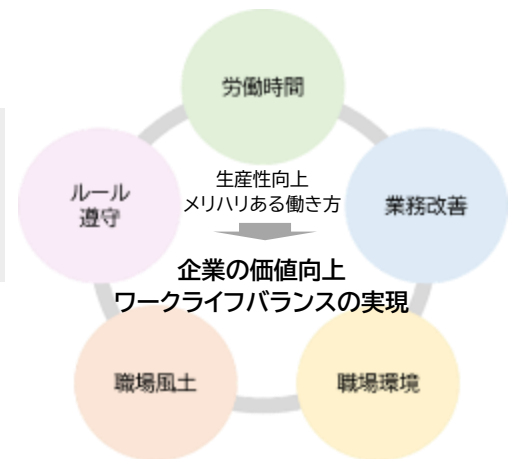 労働時間
生産性向上
メリハリある働き方
ルール
遵守
業務改善
企業の価値向上
ワークライフバランスの実現
職場風土
職場環境